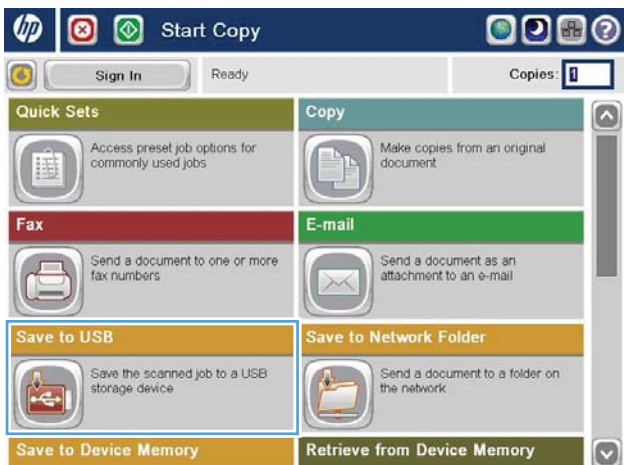 hp
Start Copy
?
Sign In
Ready
Copies: 1
Quick Sets
Access preset job options for
commonly used jobs
Copy
Make copies from an original
document
Fax
Send a document to one or more
fax numbers
E-mail
Send a document as an
attachment to an e-mail
Save to USB
Save the scanned job to a USB
storage device
Save to Network Folder
Send a document to a folder on
the network
Save to Device Memory
Retrieve from Device Memory